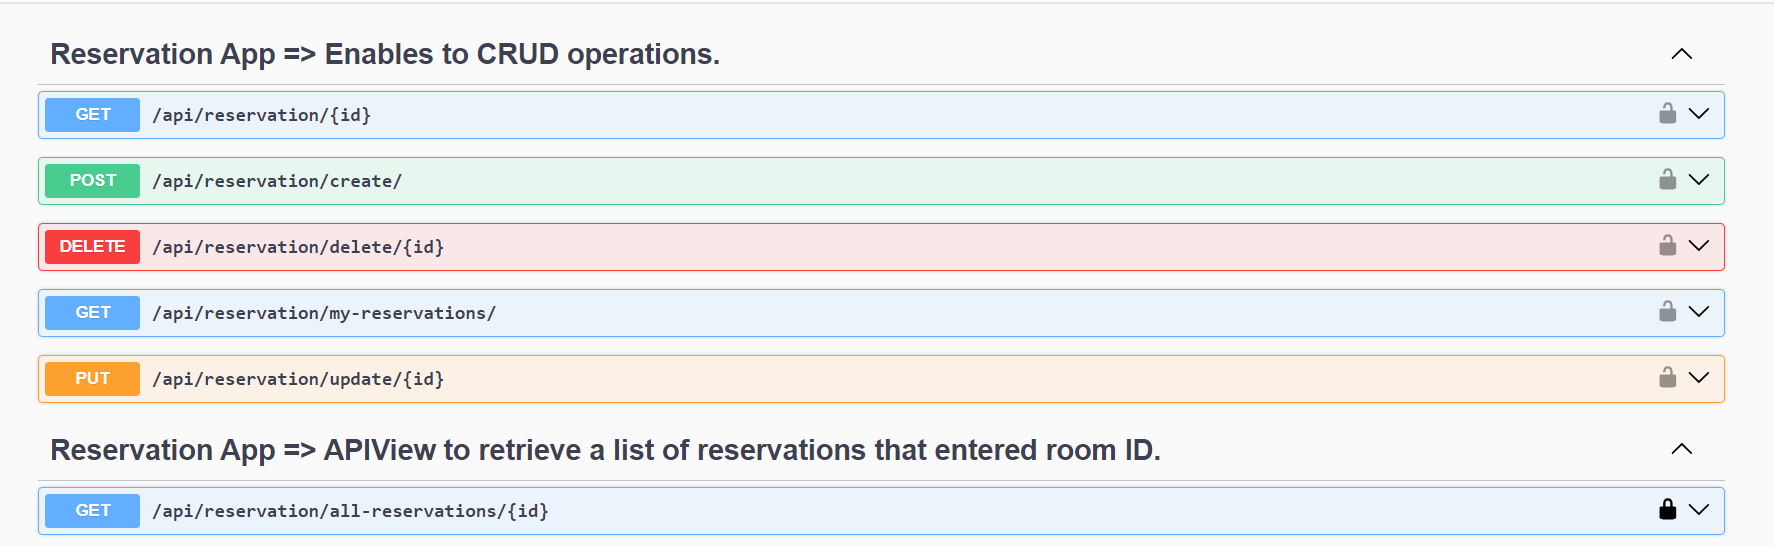 Reservation App => Enables to CRUD operations.
GET /api/reservation/{id}
POST /api/reservation/create/
DELETE /api/reservation/delete/{id}
GET /api/reservation/my-reservations/
PUT /api/reservation/update/{id}
Reservation App => APIView to retrieve a list of reservations that entered room ID.
GET /api/reservation/all-reservations/{id}